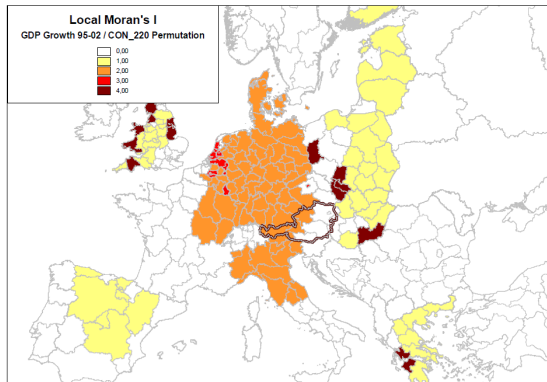 Local Moran's I
GDP Growth 95-02 / CON_220 Permutation
0,00
1,00
2,00
3,00
4,00